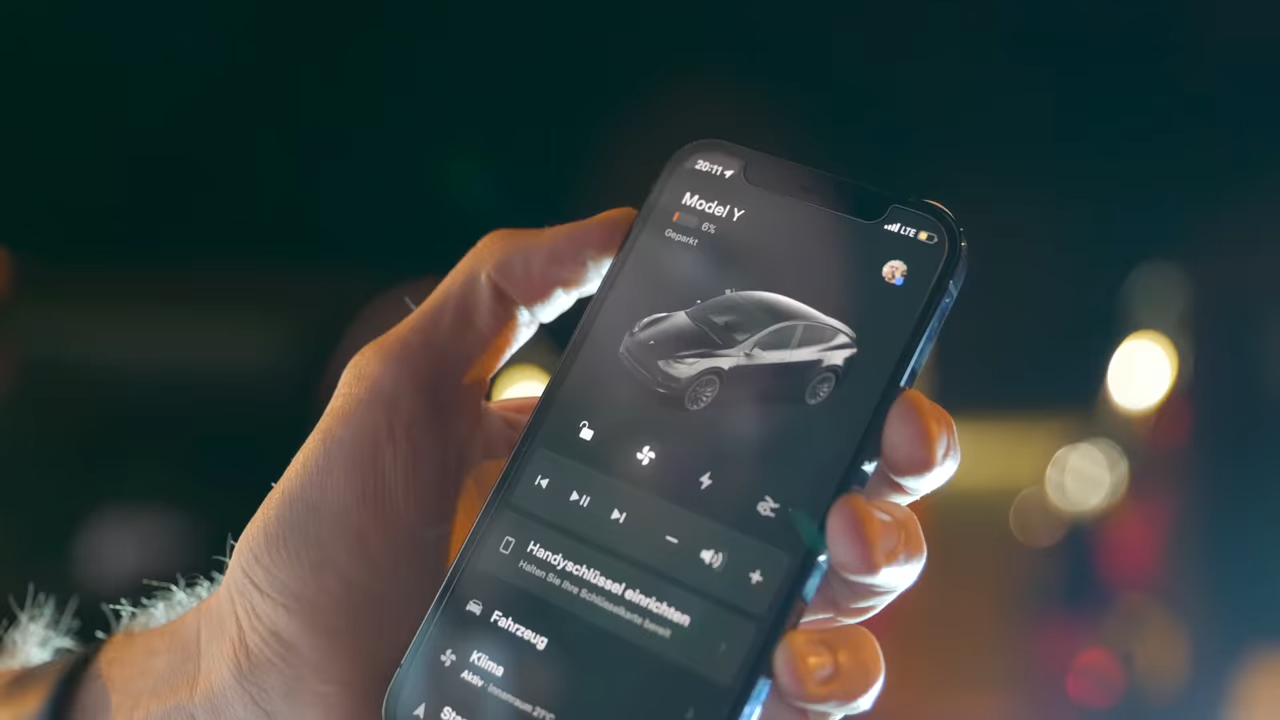 20:11
LTE
Model Y
6%
Geparkt
Handyschlüssel einrichten
Halten Sie Ihre Schlüsselkarte bereit
Fahrzeug
Klima
Aktiv · Innenraum 21°C